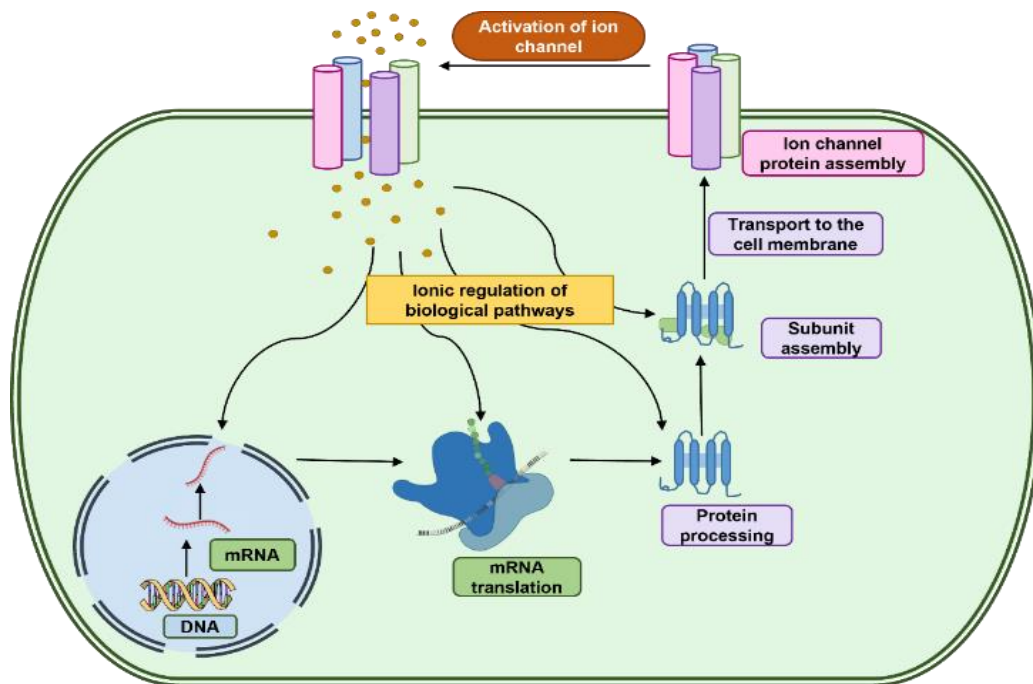 Activation of ion
channel
Ion channel
protein assembly
Transport to the
cell membrane
Ionic regulation of
biological pathways
Subunit
assembly
Protein
processing
mRNA
mRNA
translation
DNA